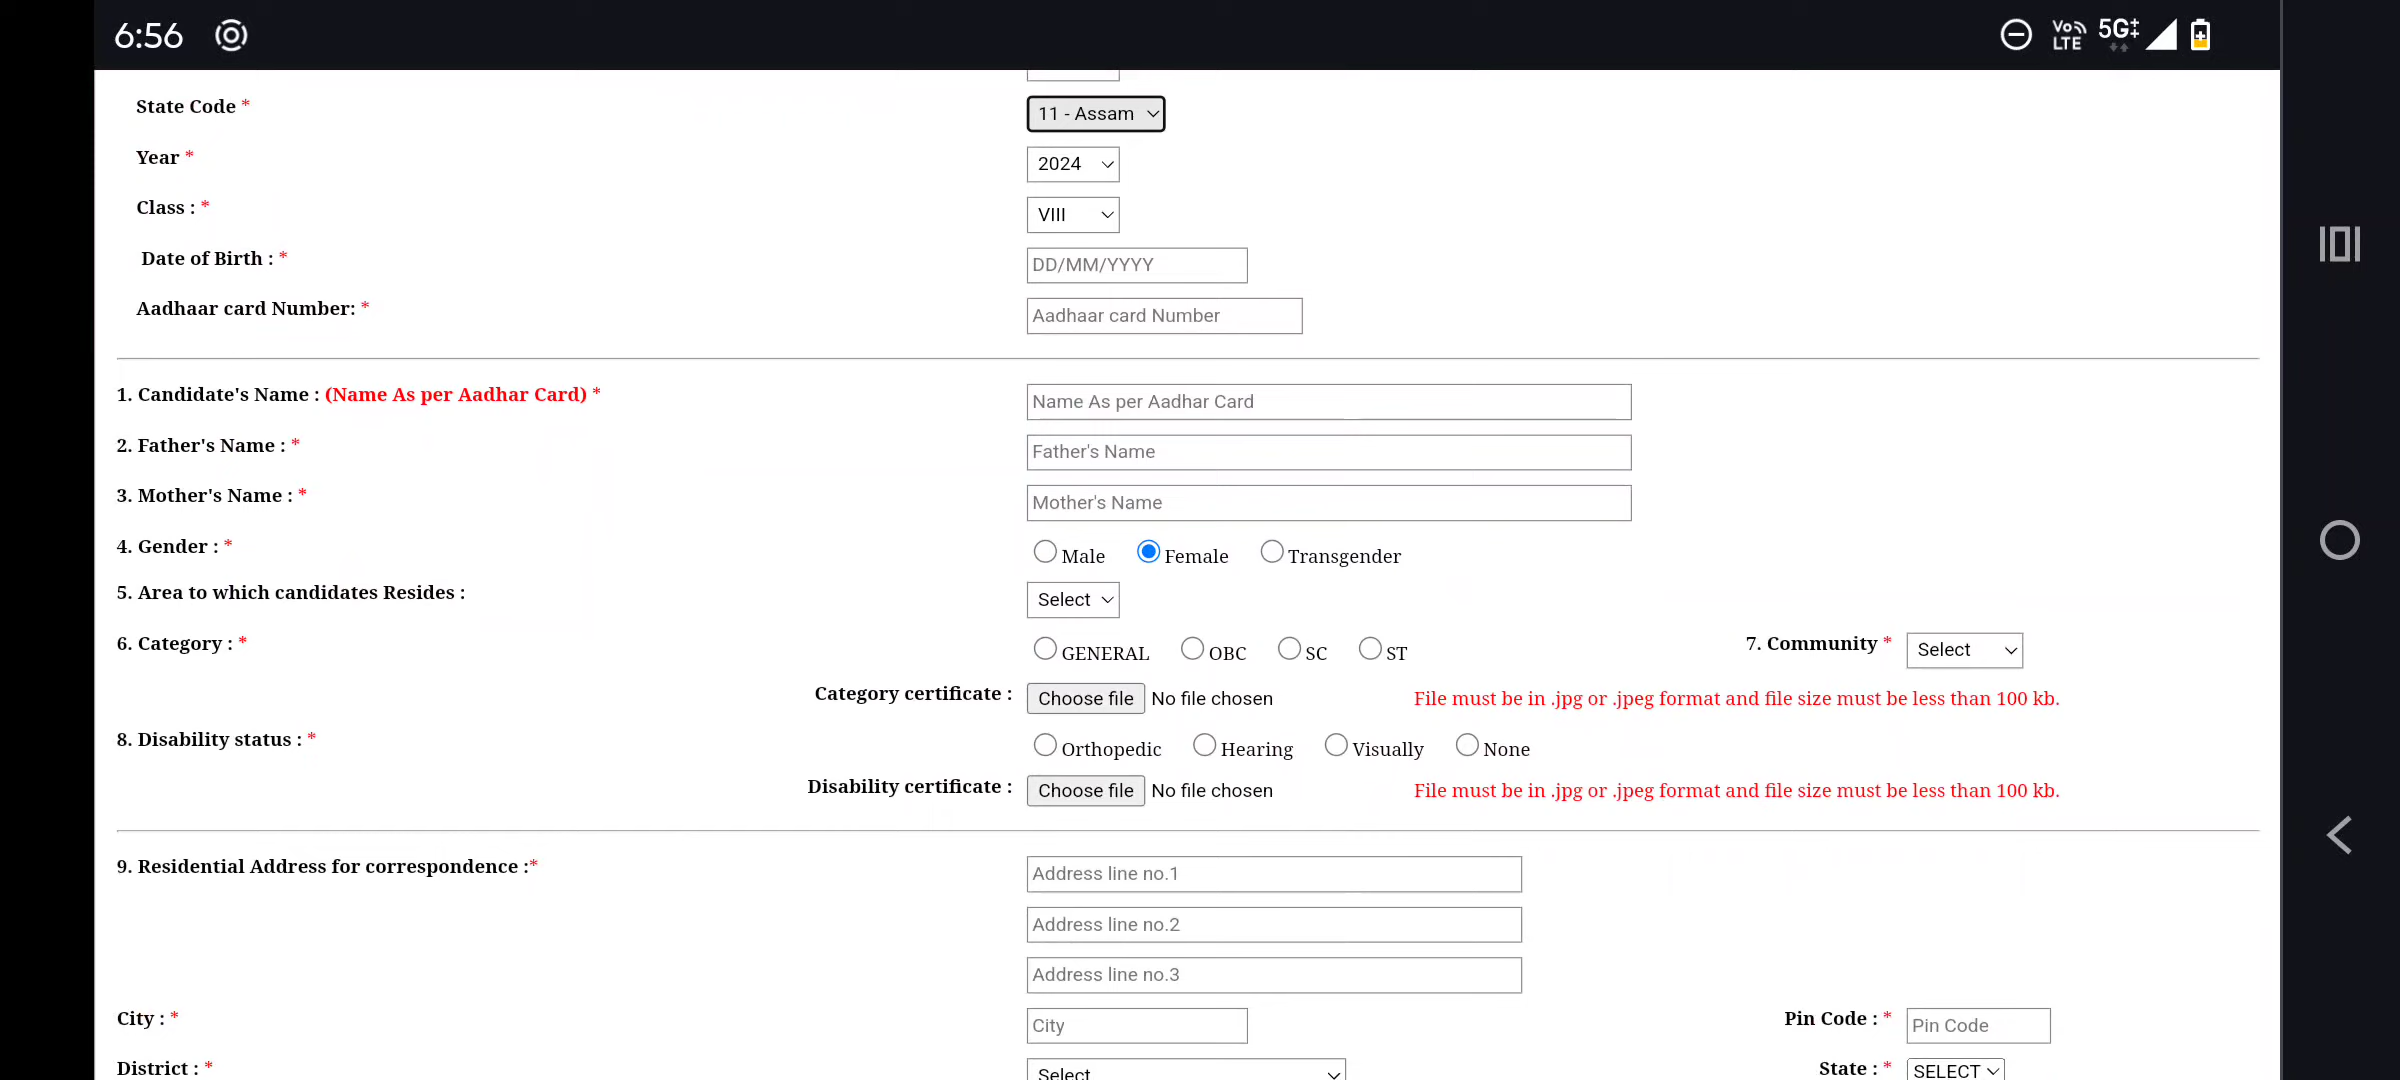 6:56 Vo LTE 5G
State Code * 11 - Assam
Year * 2024
Class : * VIII
Date of Birth : * DD/MM/YYYY
Aadhaar card Number: * Aadhaar card Number
1. Candidate's Name : (Name As per Aadhar Card) * Name As per Aadhar Card
2. Father's Name : * Father's Name
3. Mother's Name : * Mother's Name
4. Gender : * Male Female Transgender
5. Area to which candidates Resides : Select
6. Category : * GENERAL OBC SC ST 7. Community * Select
Category certificate : Choose file No file chosen File must be in .jpg or .jpeg format and file size must be less than 100 kb.
8. Disability status : * Orthopedic Hearing Visually None
Disability certificate : Choose file No file chosen File must be in .jpg or .jpeg format and file size must be less than 100 kb.
9. Residential Address for correspondence :* Address line no.1
Address line no.2
Address line no.3
City : * City Pin Code : * Pin Code
District : * Select State : * SELECT